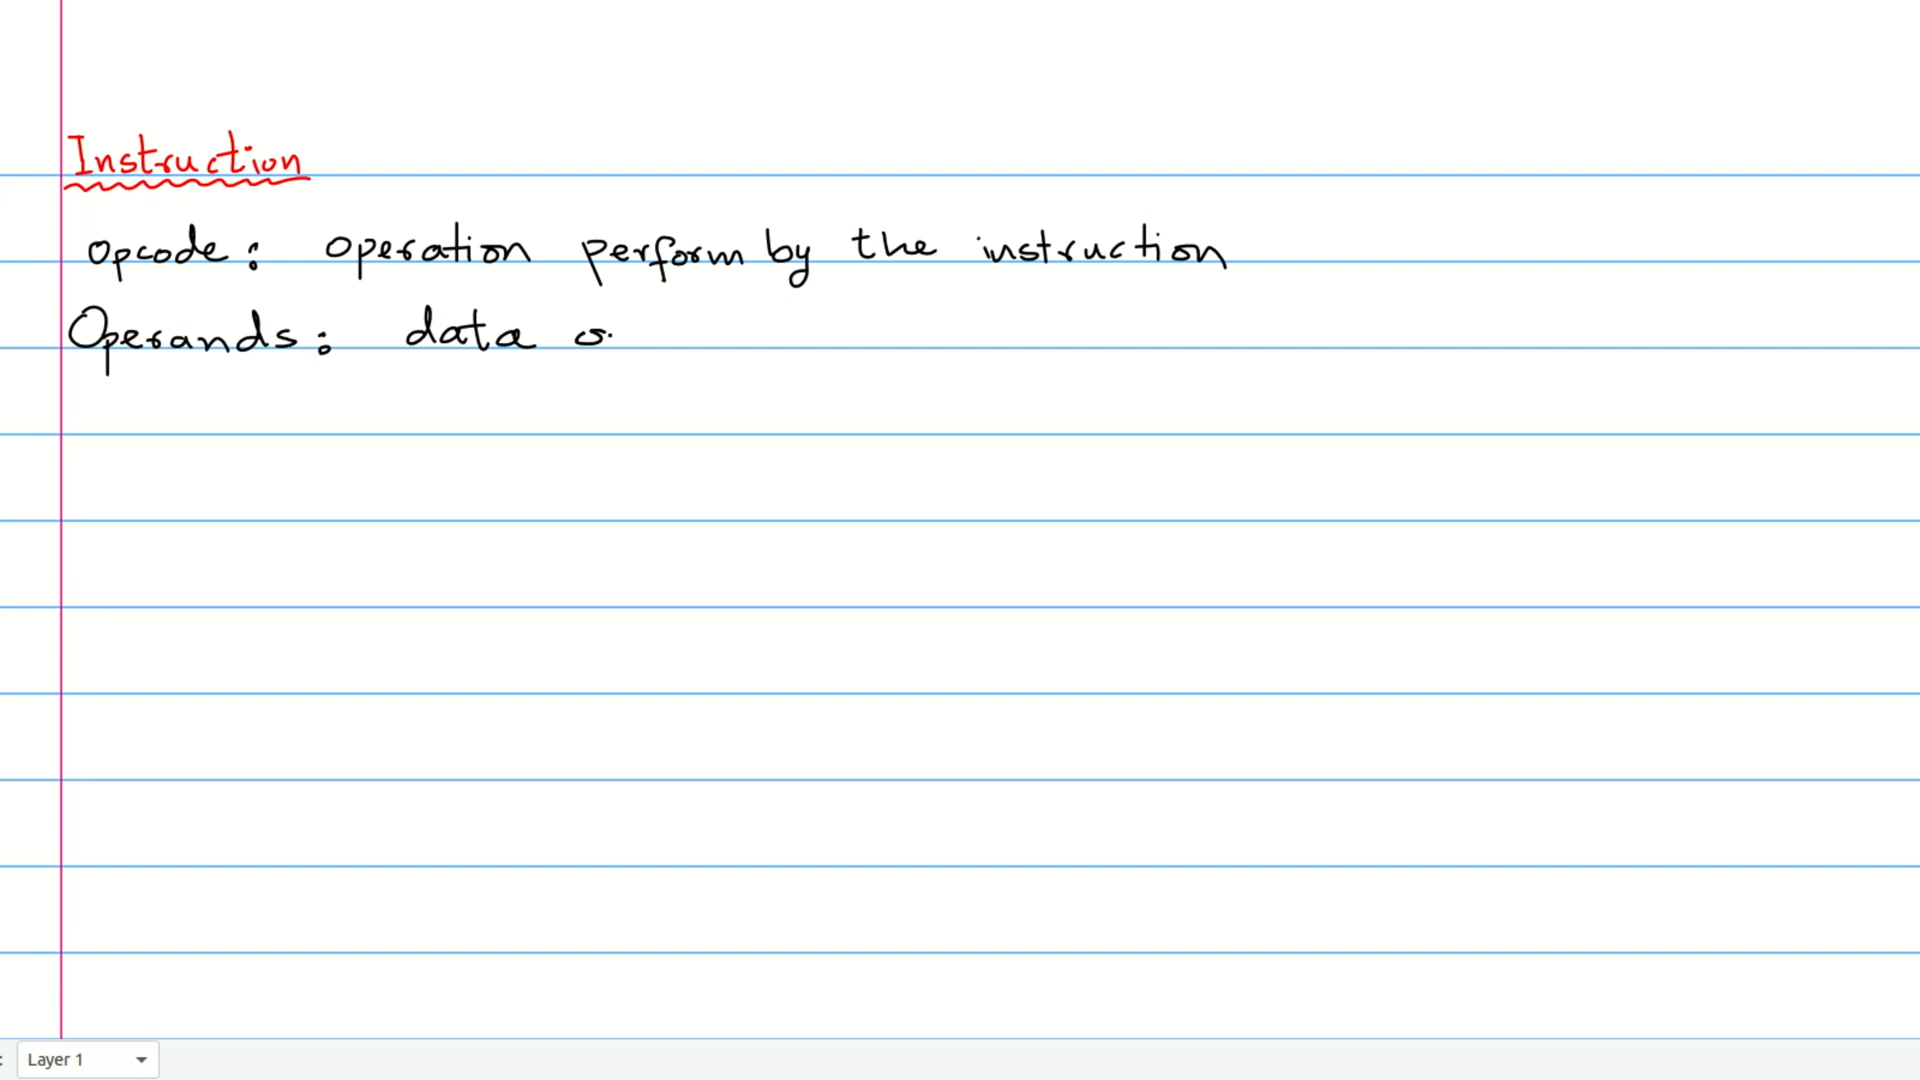 Instruction
opcode: operation perform by the instruction
Operands: data
: Layer 1